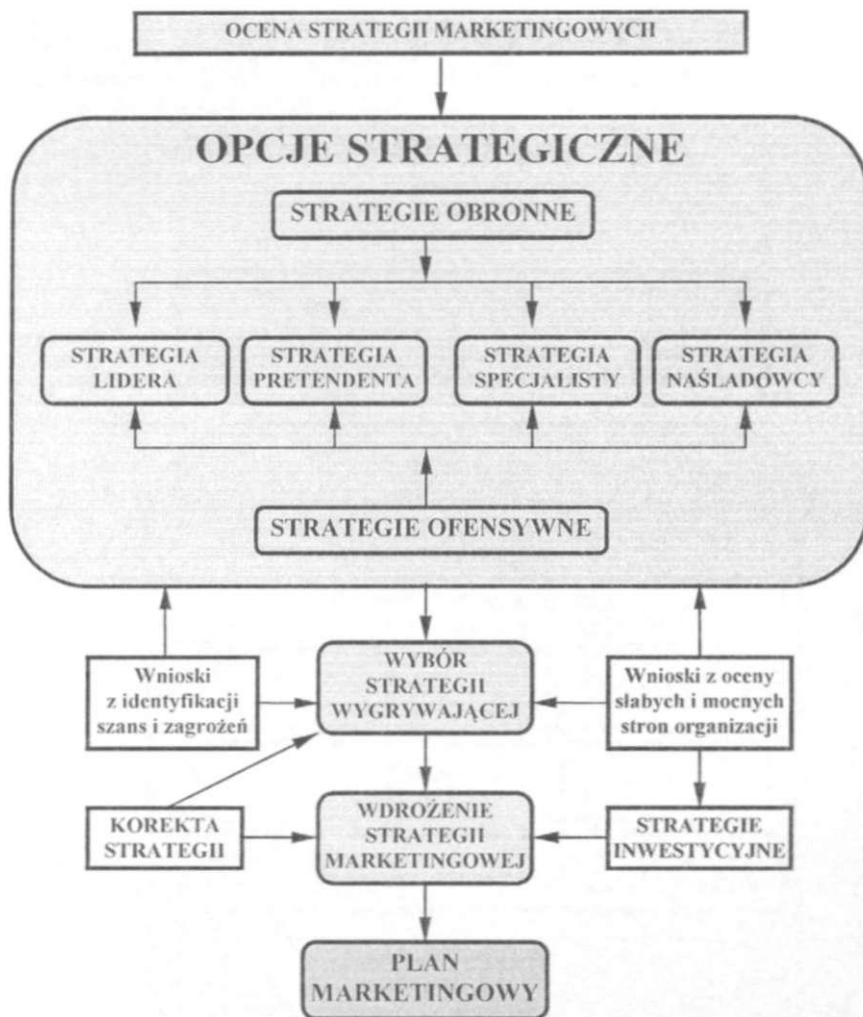 OCENA STRATEGII MARKETINGOWYCH
OPCJE STRATEGICZNE
STRATEGIE OBRONNE
STRATEGIA
LIDERA
STRATEGIA
PRETENDENTA
STRATEGIA
SPECJALISTY
STRATEGIA
NAŚLADOWCY
STRATEGIE OFENSYWNE
Wnioski
z identyfikacji
szans i zagrożeń
WYBÓR
STRATEGII
WYGRYWAJĄCEJ
Wnioski z oceny
słabych i mocnych
stron organizacji
KOREKTA
STRATEGII
WDROŻENIE
STRATEGII
MARKETINGOWEJ
STRATEGIE
INWESTYCYJNE
PLAN
MARKETINGOWY